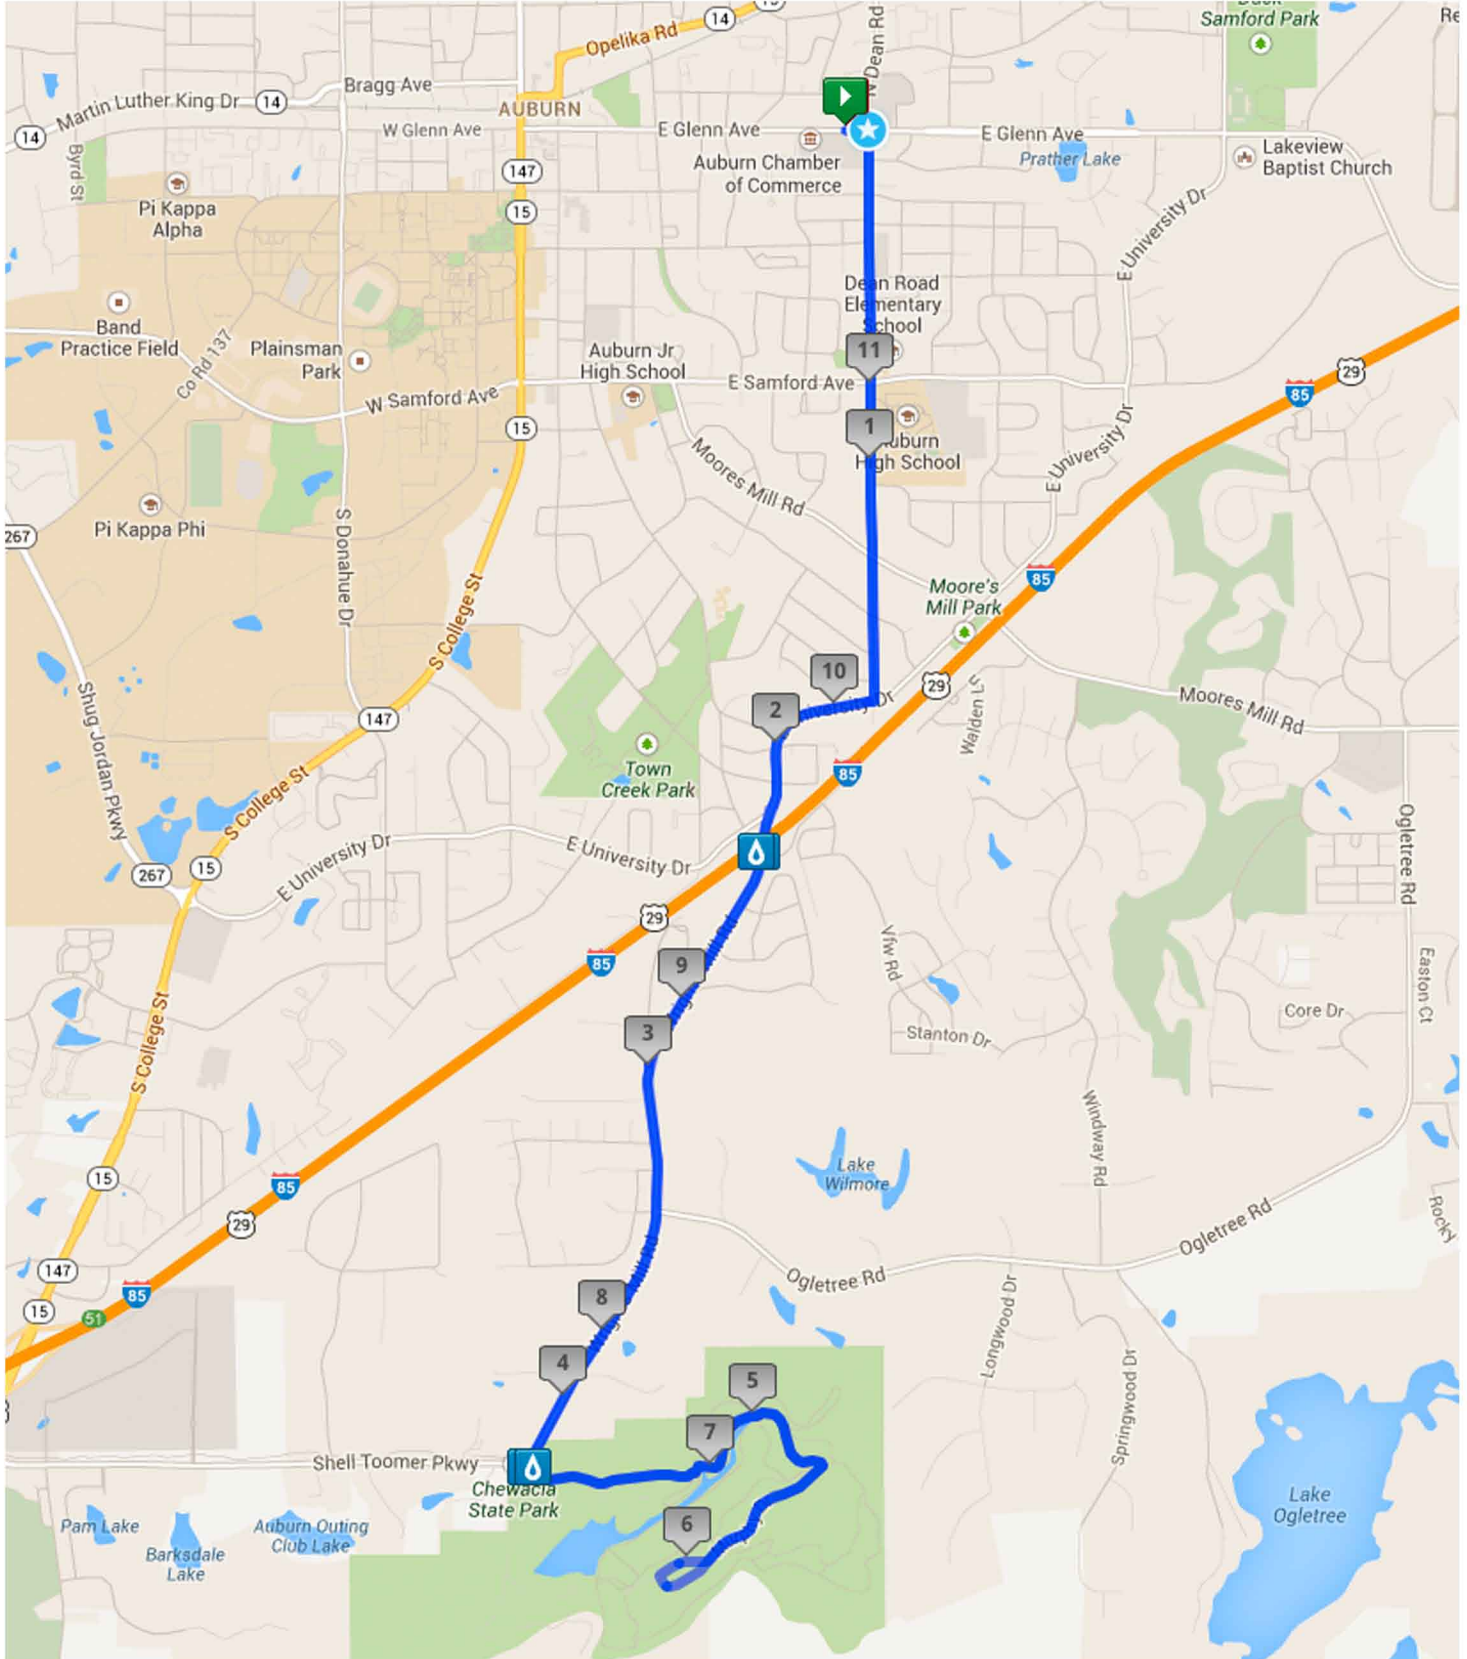 14
15
N Dean Rd
Samford Park
Opelika Rd
Bragg Ave
14
Martin Luther King Dr
14
AUBURN
W Glenn Ave
E Glenn Ave
E Glenn Ave
Prather Lake
Lakeview
Baptist Church
Auburn Chamber
of Commerce
Byrd St
147
15
Pi Kappa
Alpha
E University Dr
Dean Road
Elementary
School
Band
Practice Field
Co Rd 137
Plainsman
Park
Auburn Jr
High School
11
29
85
E Samford Ave
W Samford Ave
15
1
Auburn
High School
E University Dr
Moores Mill Rd
Pi Kappa Phi
267
S Donahue Dr
S College St
85
Moore's
Mill Park
10
29
2
University Dr
Walden Ln
Moores Mill Rd
Shug Jordan Pkwy
147
Town
Creek Park
85
S College St
Ogletree Rd
E University Dr
E University Dr
267
15
29
85
Vfw Rd
9
3
Stanton Dr
Core Dr
Easton Ct
S College St
Windway Rd
15
85
29
Lake
Wilmore
Ogletree Rd
Rocky
147
85
15
51
Ogletree Rd
8
4
Longwood Dr
Springwood Dr
5
7
Shell Toomer Pkwy
Chewacla
State Park
6
Pam Lake
Barksdale
Lake
Auburn Outing
Club Lake
Lake
Ogletree